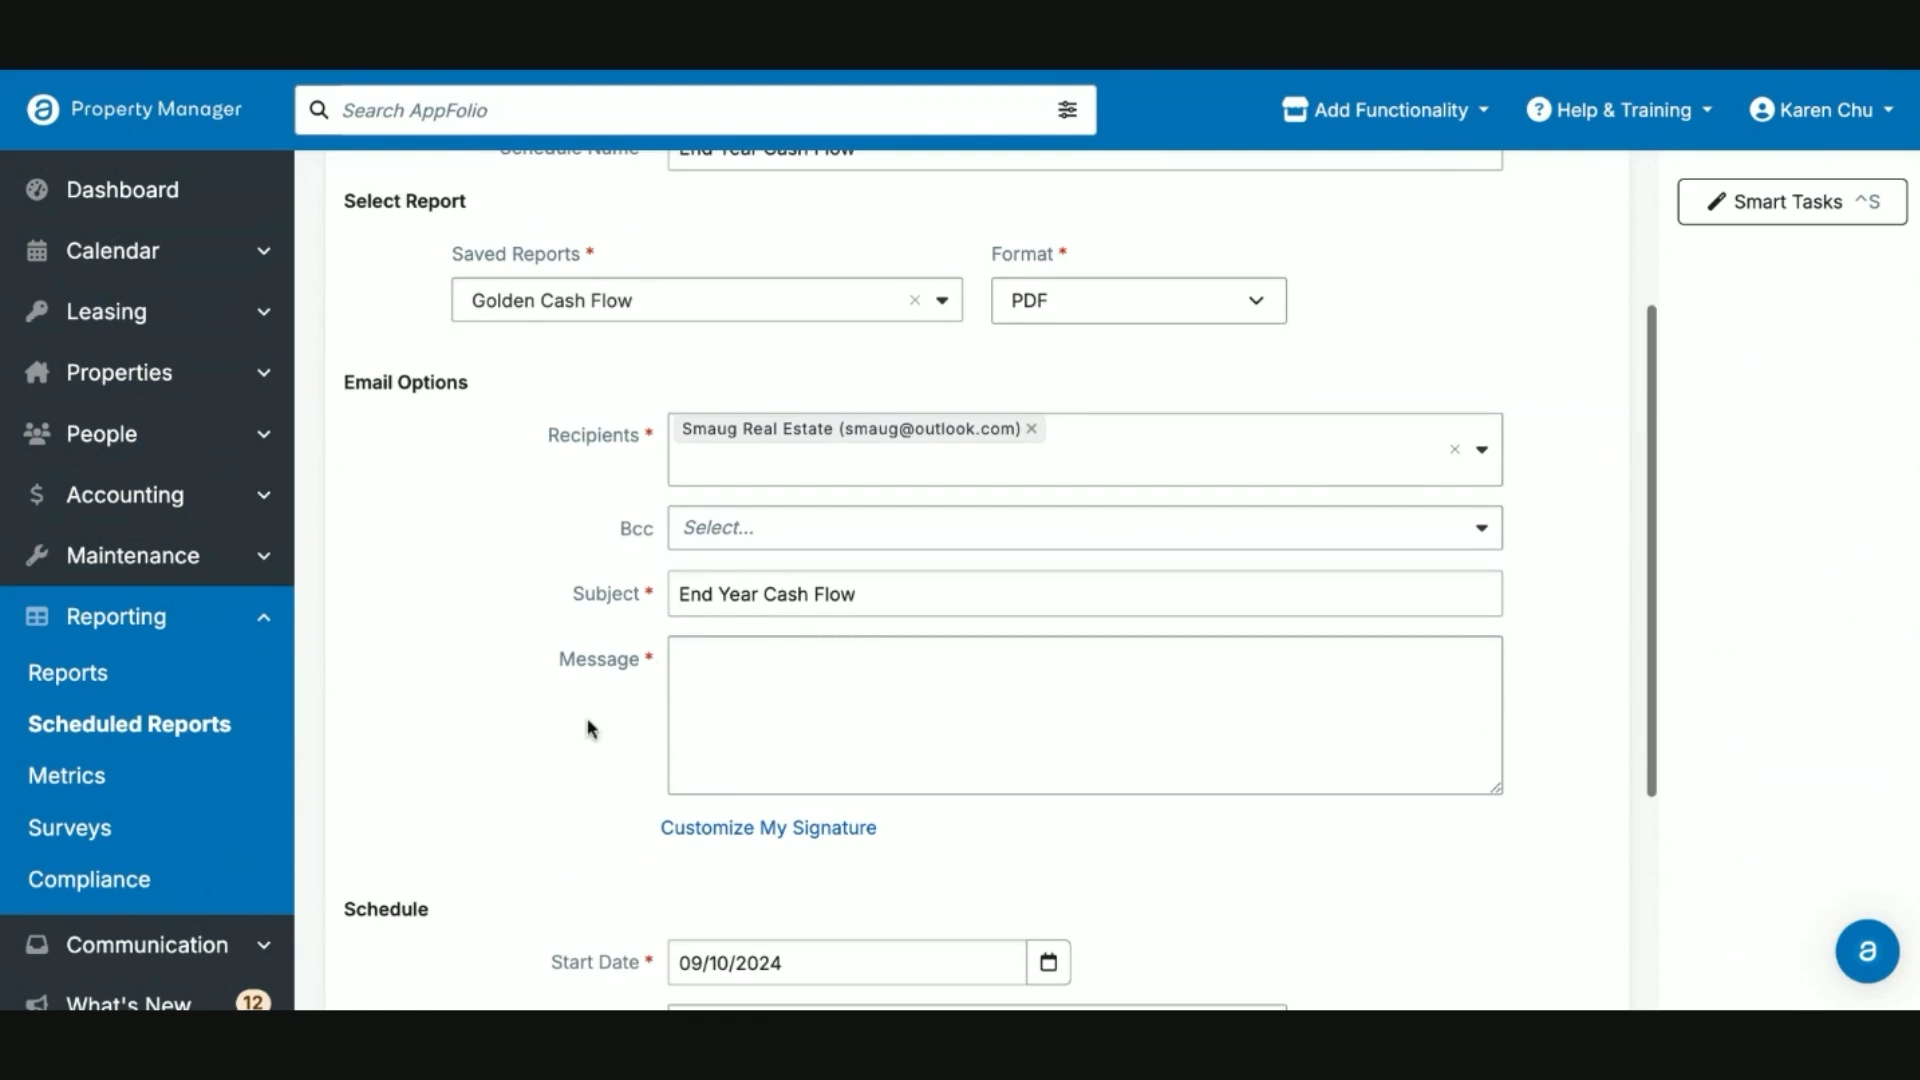 Property Manager
Search AppFolio
Add Functionality
Help & Training
Karen Chu
Dashboard
Calendar
Leasing
Properties
People
Accounting
Maintenance
Reporting
Reports
Scheduled Reports
Metrics
Surveys
Compliance
Communication
What's New 12
Schedule Name End Year Cash Flow
Select Report
Saved Reports * Format *
Golden Cash Flow PDF
Email Options
Recipients * Smaug Real Estate (smaug@outlook.com)
Bcc Select...
Subject * End Year Cash Flow
Message *
Customize My Signature
Schedule
Start Date * 09/10/2024
Smart Tasks ^S